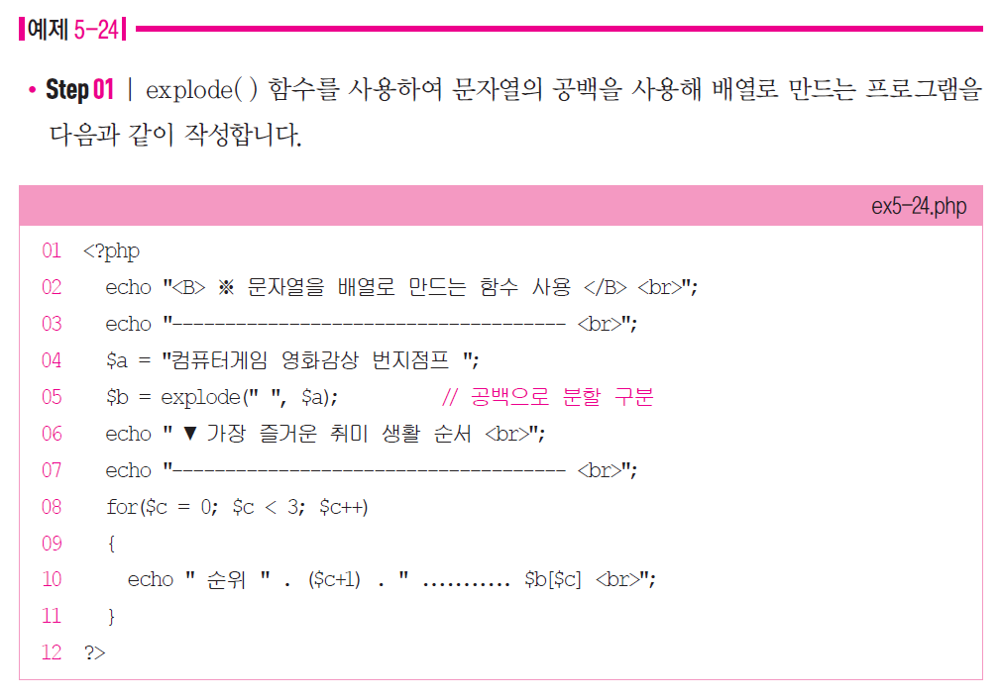 예제 5-24
• Step 01 | explode( ) 함수를 사용하여 문자열의 공백을 사용해 배열로 만드는 프로그램을
다음과 같이 작성합니다.
ex5-24.php
01 <?php
02 echo "<B> ※ 문자열을 배열로 만드는 함수 사용 </B> <br>";
03 echo "------------------------------------- <br>";
04 $a = "컴퓨터게임 영화감상 번지점프 ";
05 $b = explode(" ", $a); // 공백으로 분할 구분
06 echo " ▼ 가장 즐거운 취미 생활 순서 <br>";
07 echo "------------------------------------- <br>";
08 for($c = 0; $c < 3; $c++)
09 {
10 echo " 순위 " . ($c+1) . " ........... $b[$c] <br>";
11 }
12 ?>